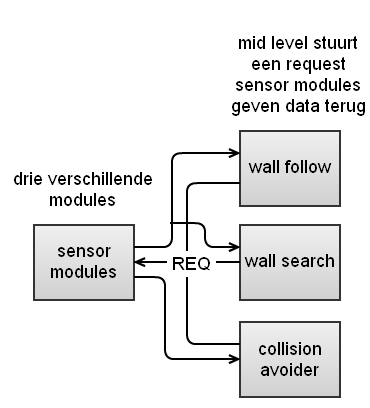 mid level stuurt
een request
sensor modules
geven data terug
wall follow
drie verschillende
modules
sensor
modules
REQ
wall search
collision
avoider